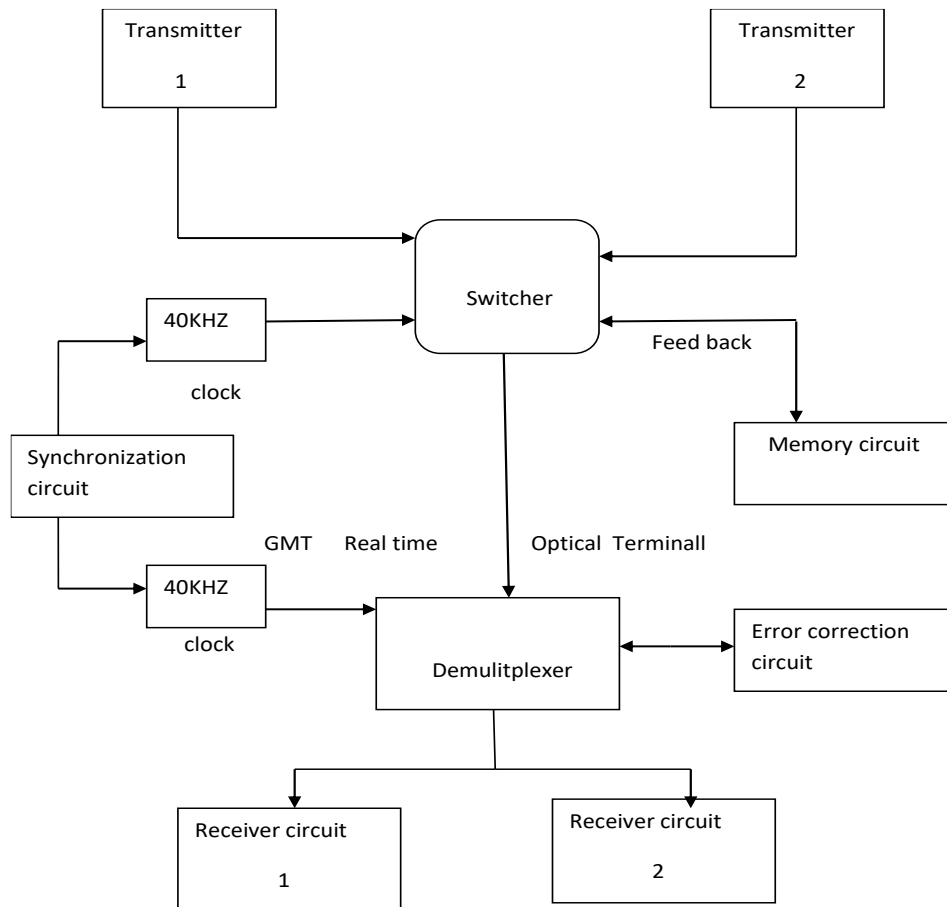 Transmitter
1
Transmitter
2
Switcher
40KHZ
clock
Feed back
Synchronization
circuit
Memory circuit
GMT Real time
Optical Terminall
40KHZ
clock
Demulitplexer
Error correction
circuit
Receiver circuit
1
Receiver circuit
2